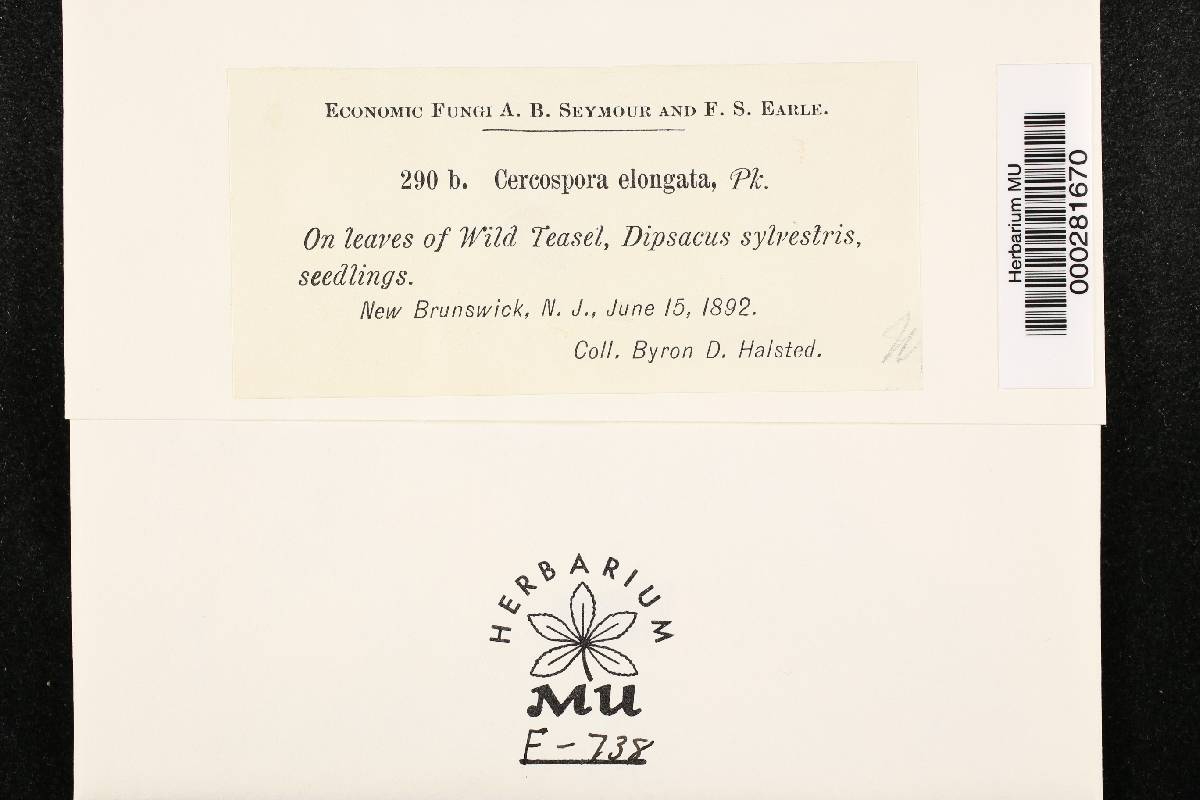 ECONOMIC FUNGI A. B. SEYMOUR AND F. S. EARLE.
290 b. Cercospora elongata, Pk.
On leaves of Wild Teasel, Dipsacus sylvestris,
seedlings.
New Brunswick, N. J., June 15, 1892.
Coll. Byron D. Halsted.
Herbarium MU
0000281670
HERBARIUM
MU
F-738